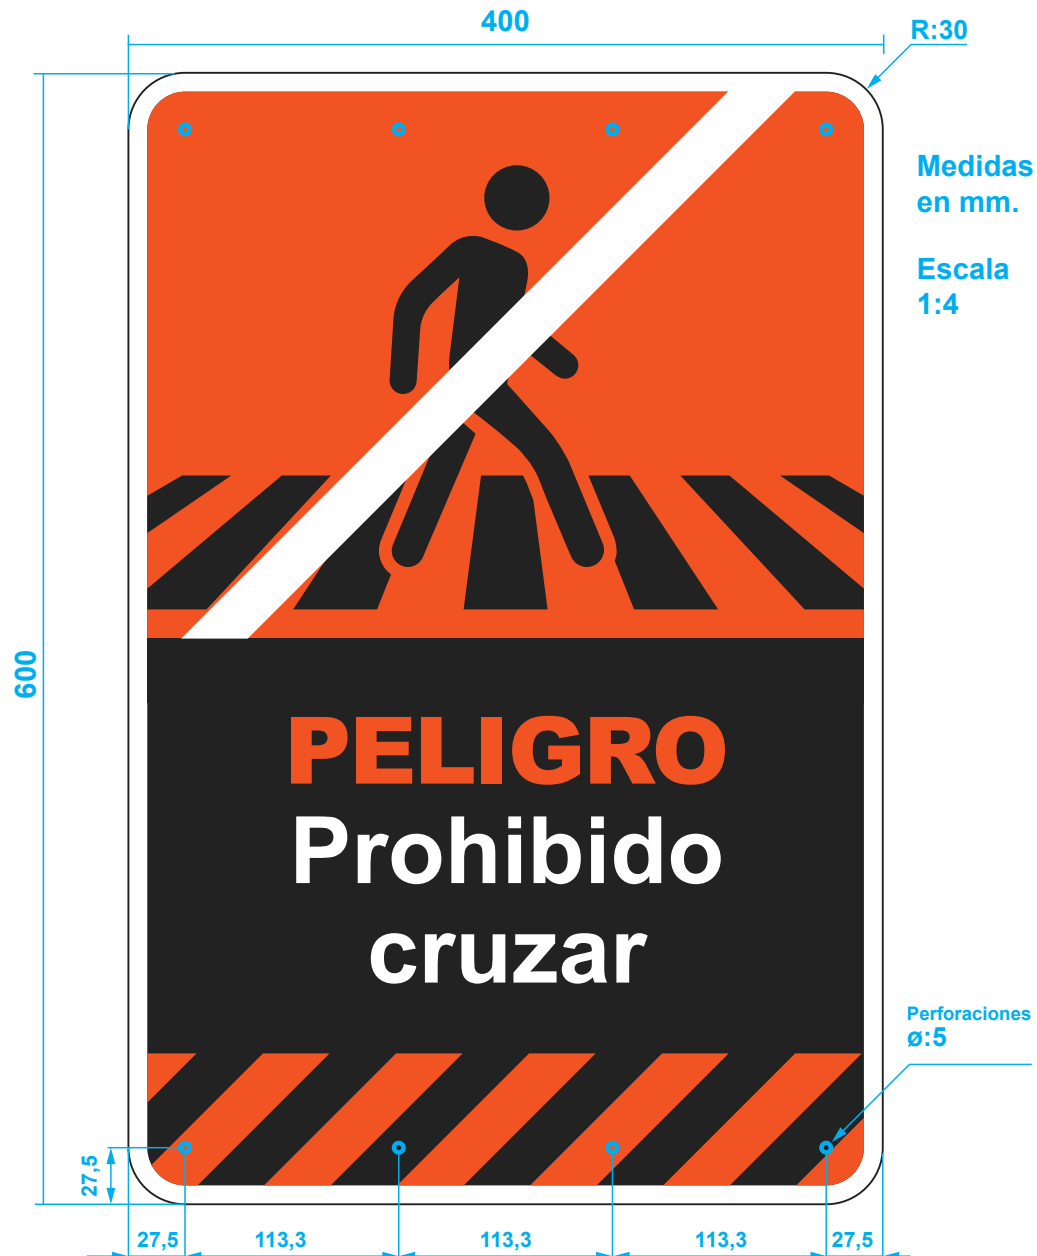 400
R:30
Medidas
en mm.
Escala
1:4
600
PELIGRO
Prohibido
cruzar
Perforaciones
ø:5
27,5
27,5 113,3 113,3 113,3 27,5